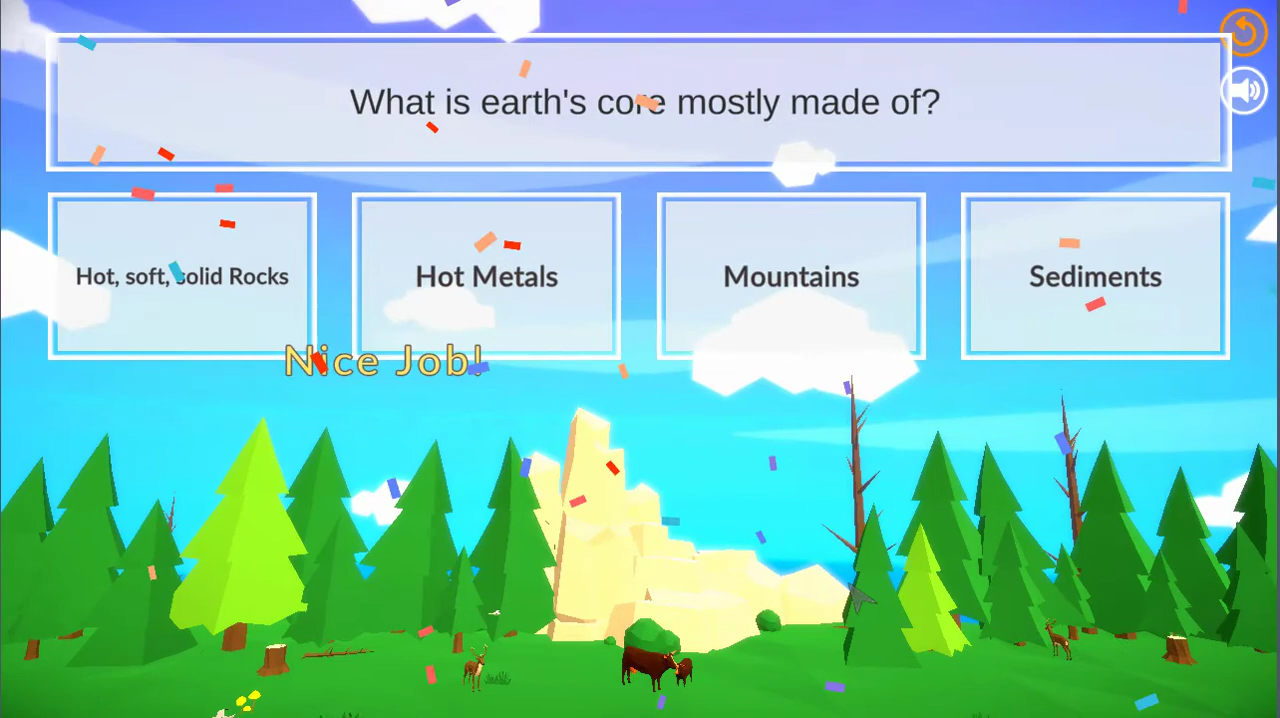 What is earth's core mostly made of?
Hot, soft, solid Rocks
Hot Metals
Mountains
Sediments
Nice Job!